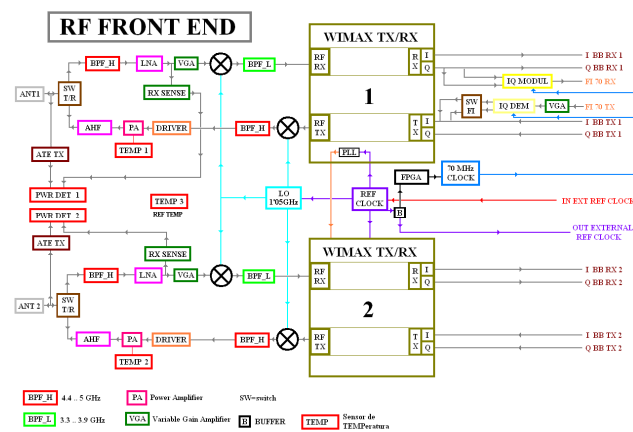 RF FRONT END
WIMAX TX/RX
BPF_H
LNA
VGA
BPF_L
RF
RX
R
X
I
Q
I BB RX 1
Q BB RX 1
ANT1
SW
T/R
RX SENSE
1
IQ MODUL
FI 70 RX
SW
FI
IQ DEM
VGA
FI 70 TX
AHF
PA
DRIVER
BPF_H
RF
TX
T
X
I
Q
I BB TX 1
Q BB TX 1
TEMP 1
ATE TX
PLL
FPGA
70 MHz
CLOCK
PWR DET 1
TEMP 3
REF TEMP
LO
1'05GHz
REF
CLOCK
IN EXT REF CLOCK
B
PWR DET 2
OUT EXTERNAL
REF CLOCK
ATE TX
RX SENSE
WIMAX TX/RX
BPF_H
LNA
VGA
BPF_L
RF
RX
R
X
I
Q
I BB RX 2
Q BB RX 2
ANT 2
SW
T/R
2
AHF
PA
DRIVER
BPF_H
RF
TX
T
X
I
Q
I BB TX 2
Q BB TX 2
TEMP 2
BPF_H
4.4 .. 5 GHz
PA
Power Amplifier
SW=switch
BPF_L
3.3 .. 3.9 GHz
VGA
Variable Gain Amplifier
B
BUFFER
TEMP
Sensor de
TEMPeratura